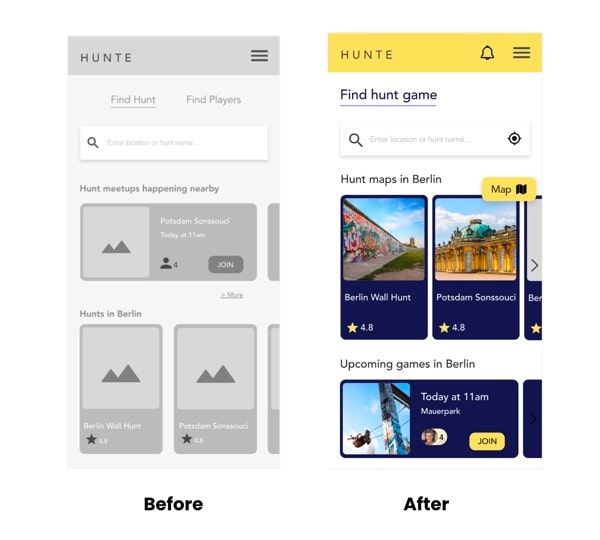 HUNTE
Find Hunt Find Players
Enter location or hunt name...
Hunt meetups happening nearby
Potsdam Sonssouci
Today at 11am
4 JOIN
> More
Hunts in Berlin
Berlin Wall Hunt Potsdam Sonssouci
4.8 4.8
Before
HUNTE
Find hunt game
Enter location or hunt name...
Hunt maps in Berlin
Map
Berlin Wall Hunt Potsdam Sonssouci Ber
4.8 4.8
Upcoming games in Berlin
Today at 11am
Mauerpark
4 JOIN
After